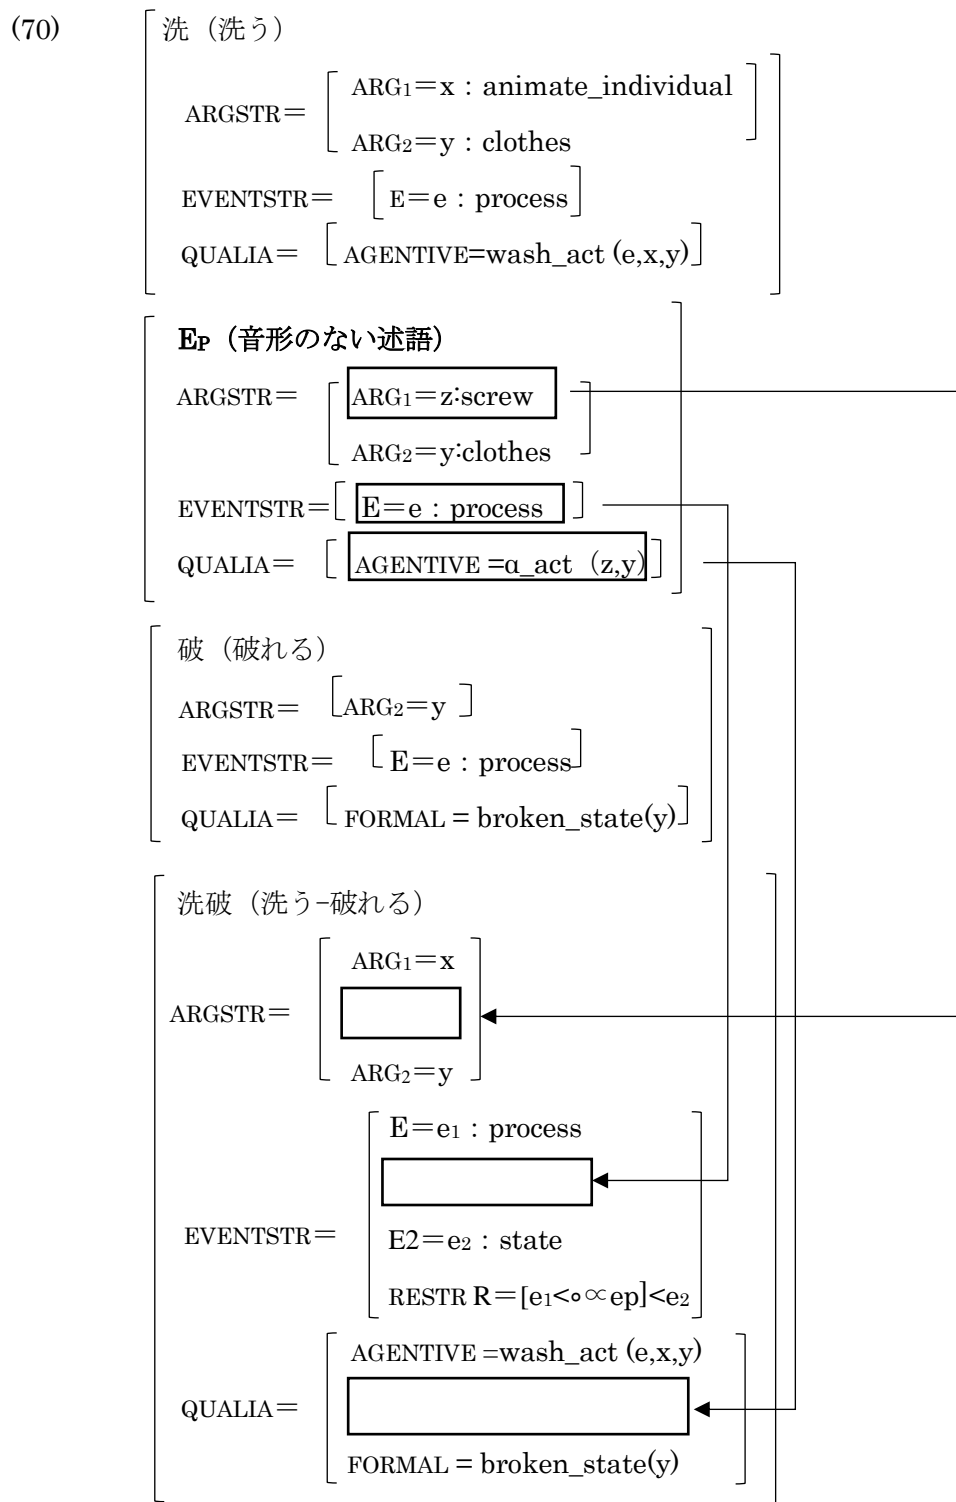 (70)
洗（洗う）
ARG1＝x：animate_individual
ARGSTR＝
ARG2＝y：clothes
EVENTSTR＝ E＝e：process
QUALIA＝ AGENTIVE=wash_act (e,x,y)
EP（音形のない述語）
ARGSTR＝ ARG1＝z:screw
ARG2＝y:clothes
EVENTSTR＝ E＝e：process
QUALIA＝ AGENTIVE =α_act （z,y）
破（破れる）
ARGSTR＝ ARG2＝y
EVENTSTR＝ E＝e：process
QUALIA＝ FORMAL = broken_state(y)
洗破（洗う-破れる）
ARG1＝x
ARGSTR＝
ARG2＝y
E＝e1：process
EVENTSTR＝ E2＝e2：state
RESTR R＝[e1<∘∝ep]<e2
AGENTIVE =wash_act (e,x,y)
QUALIA＝
FORMAL = broken_state(y)